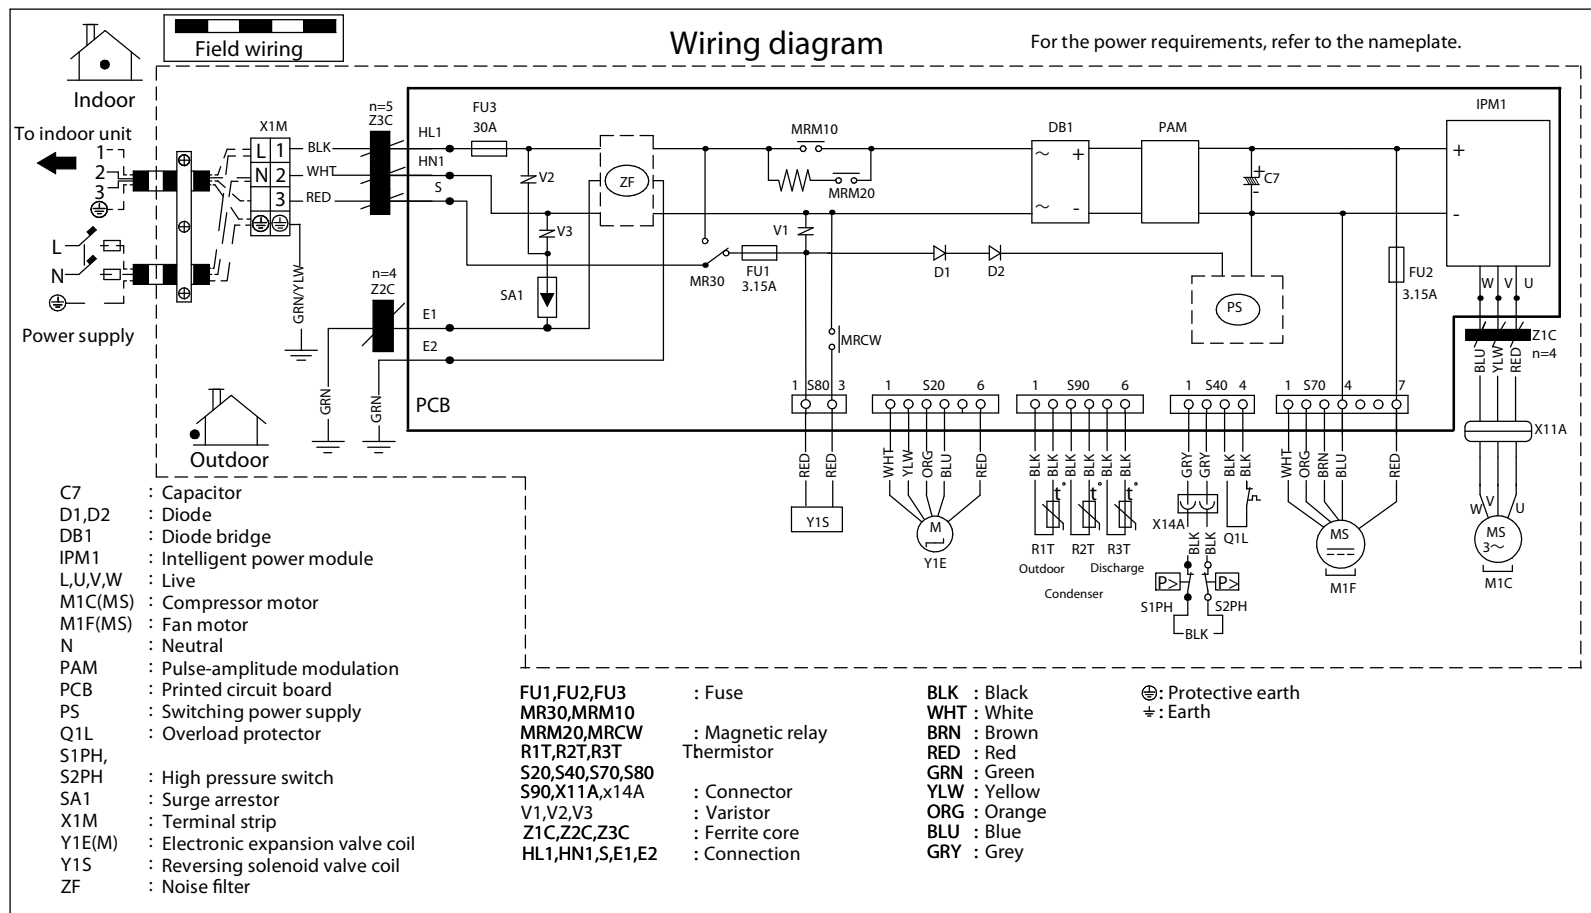 Wiring diagram
For the power requirements, refer to the nameplate.
Field wiring
Indoor
To indoor unit
1
2
3
L
N
Power supply
Outdoor
X1M
L 1
N 2
3
BLK
WHT
RED
GRN/YLW
n=5
Z3C
n=4
Z2C
GRN
GRN
HL1
HN1
S
E1
E2
PCB
FU3
30A
V2
V3
SA1
ZF
MRM10
MRM20
MR30
FU1
3.15A
V1
MRCW
D1
D2
DB1
~ +
~ -
PAM
C7
+
-
PS
FU2
3.15A
IPM1
+
-
W V U
Z1C
n=4
BLU
YLW
RED
X11A
W V U
MS
3~
M1C
1 S80 3
RED
RED
Y1S
1 S20 6
WHT
YLW
ORG
BLU
RED
M
Y1E
1 S90 6
BLK
BLK
BLK
BLK
BLK
BLK
t°
t°
t°
R1T
R2T
R3T
Outdoor
Discharge
Condenser
1 S40 4
GRY
GRY
BLK
BLK
X14A
Q1L
BLK
BLK
P>
P>
S1PH
S2PH
BLK
1 S70 4 7
WHT
ORG
BRN
BLU
RED
MS
M1F
C7 : Capacitor
D1,D2 : Diode
DB1 : Diode bridge
IPM1 : Intelligent power module
L,U,V,W : Live
M1C(MS) : Compressor motor
M1F(MS) : Fan motor
N : Neutral
PAM : Pulse-amplitude modulation
PCB : Printed circuit board
PS : Switching power supply
Q1L : Overload protector
S1PH,
S2PH : High pressure switch
SA1 : Surge arrestor
X1M : Terminal strip
Y1E(M) : Electronic expansion valve coil
Y1S : Reversing solenoid valve coil
ZF : Noise filter
FU1,FU2,FU3 : Fuse
MR30,MRM10
MRM20,MRCW : Magnetic relay
R1T,R2T,R3T : Thermistor
S20,S40,S70,S80
S90,X11A,x14A : Connector
V1,V2,V3 : Varistor
Z1C,Z2C,Z3C : Ferrite core
HL1,HN1,S,E1,E2 : Connection
BLK : Black
WHT : White
BRN : Brown
RED : Red
GRN : Green
YLW : Yellow
ORG : Orange
BLU : Blue
GRY : Grey
: Protective earth
: Earth